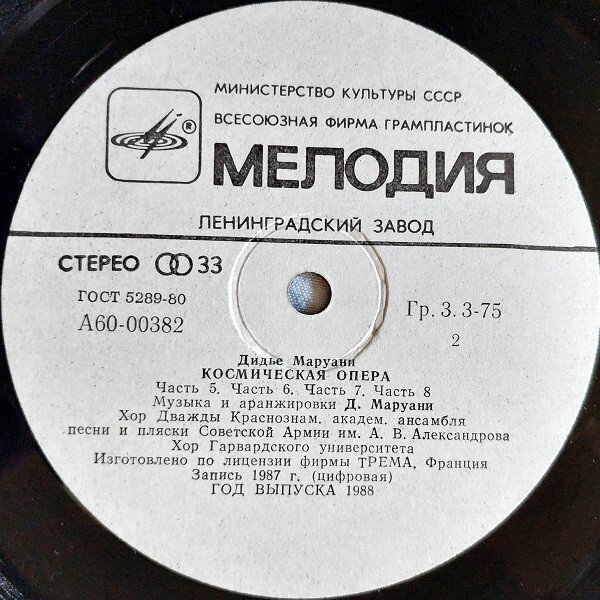 МИНИСТЕРСТВО КУЛЬТУРЫ СССР
ВСЕСОЮЗНАЯ ФИРМА ГРАМПЛАСТИНОК
®
МЕЛОДИЯ
ЛЕНИНГРАДСКИЙ ЗАВОД
СТЕРЕО 33
ГОСТ 5289-80
Гр. 3. 3-75
А60-00382
2
Дидье Маруани
КОСМИЧЕСКАЯ ОПЕРА
Часть 5, Часть 6, Часть 7, Часть 8
Музыка и аранжировки Д. Маруани
Хор Дважды Краснознам. академ. ансамбля
песни и пляски Советской Армии им. А. В. Александрова
Хор Гарвардского университета
Изготовлено по лицензии фирмы ТРЕМА, Франция
Запись 1987 г. (цифровая)
ГОД ВЫПУСКА 1988